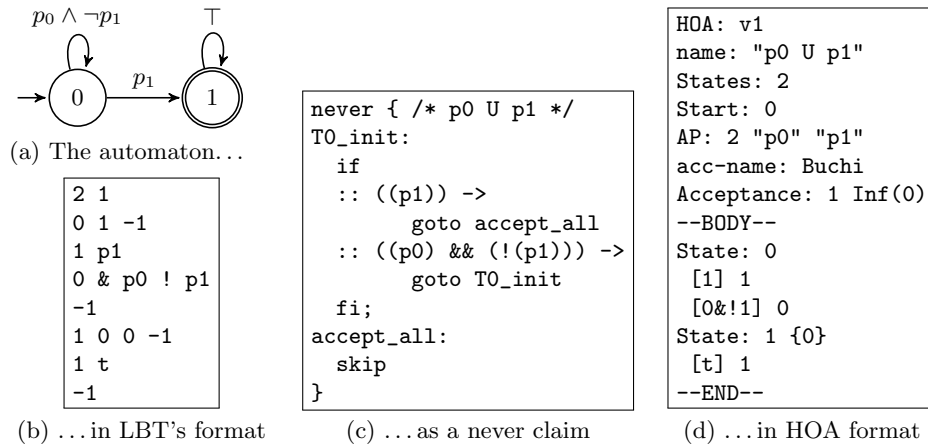 p0 ∧ ¬p1
⊤
0
p1
1
(a) The automaton...
2 1
0 1 -1
1 p1
0 & p0 ! p1
-1
1 0 0 -1
1 t
-1
(b) ...in LBT's format
never { /* p0 U p1 */
T0_init:
if
:: ((p1)) ->
goto accept_all
:: ((p0) && (!(p1))) ->
goto T0_init
fi;
accept_all:
skip
}
(c) ...as a never claim
HOA: v1
name: "p0 U p1"
States: 2
Start: 0
AP: 2 "p0" "p1"
acc-name: Buchi
Acceptance: 1 Inf(0)
--BODY--
State: 0
[1] 1
[0&!1] 0
State: 1 {0}
[t] 1
--END--
(d) ...in HOA format